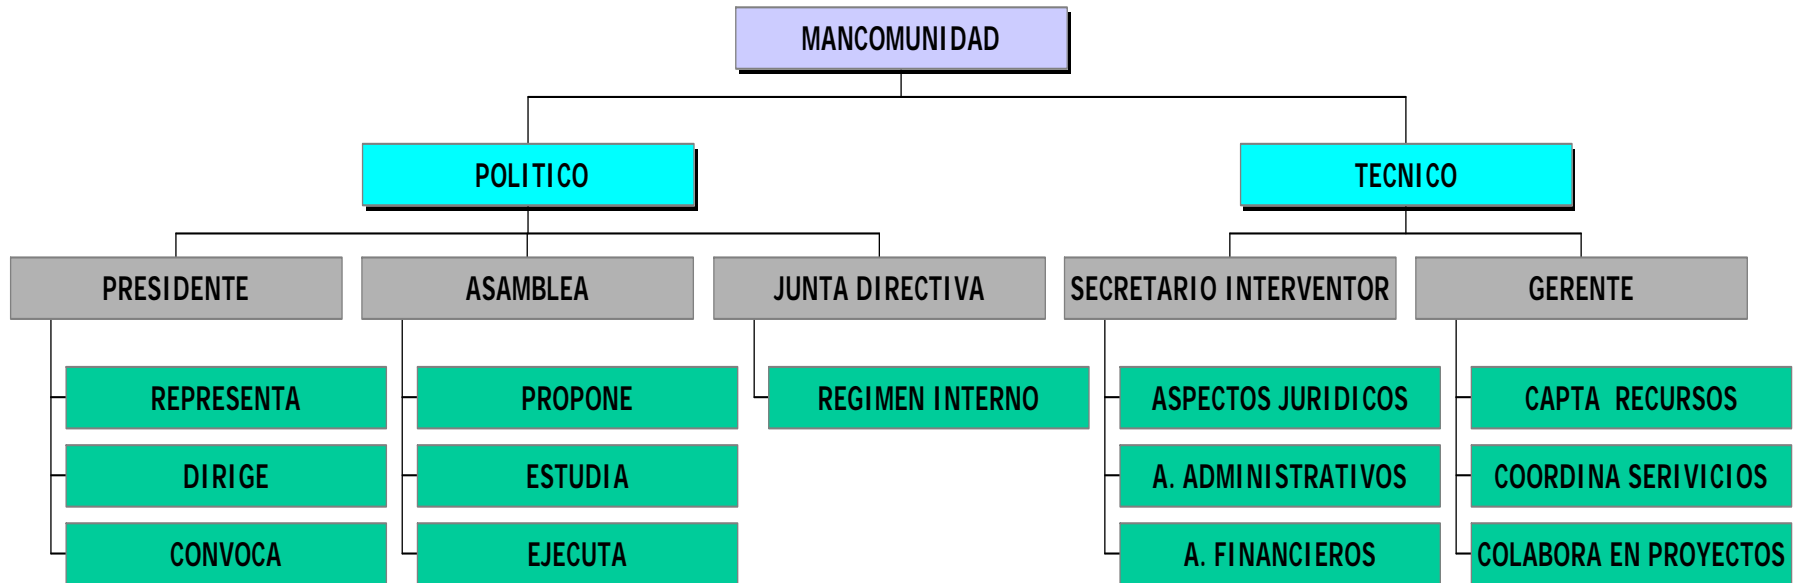 MANCOMUNIDAD
POLITICO
TECNICO
PRESIDENTE
ASAMBLEA
JUNTA DIRECTIVA
SECRETARIO INTERVENTOR
GERENTE
REPRESENTA
PROPONE
REGIMEN INTERNO
ASPECTOS JURIDICOS
CAPTA RECURSOS
DIRIGE
ESTUDIA
A. ADMINISTRATIVOS
COORDINA SERIVICIOS
CONVOCA
EJECUTA
A. FINANCIEROS
COLABORA EN PROYECTOS